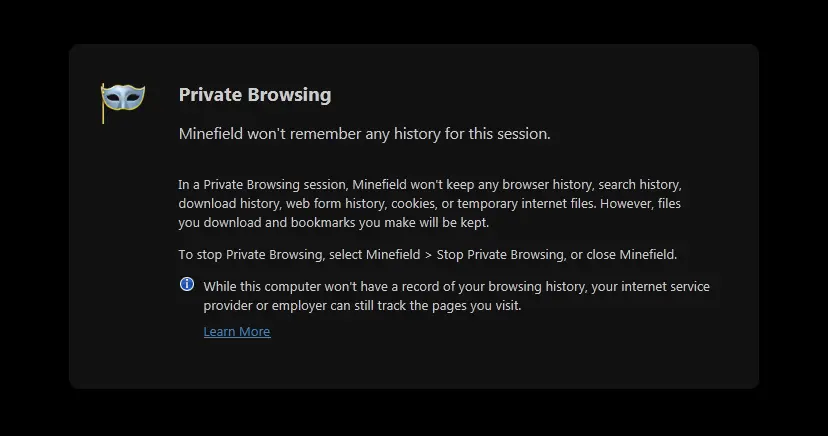 Private Browsing
Minefield won't remember any history for this session.
In a Private Browsing session, Minefield won't keep any browser history, search history,
download history, web form history, cookies, or temporary internet files. However, files
you download and bookmarks you make will be kept.
To stop Private Browsing, select Minefield > Stop Private Browsing, or close Minefield.
While this computer won't have a record of your browsing history, your internet service
provider or employer can still track the pages you visit.
Learn More